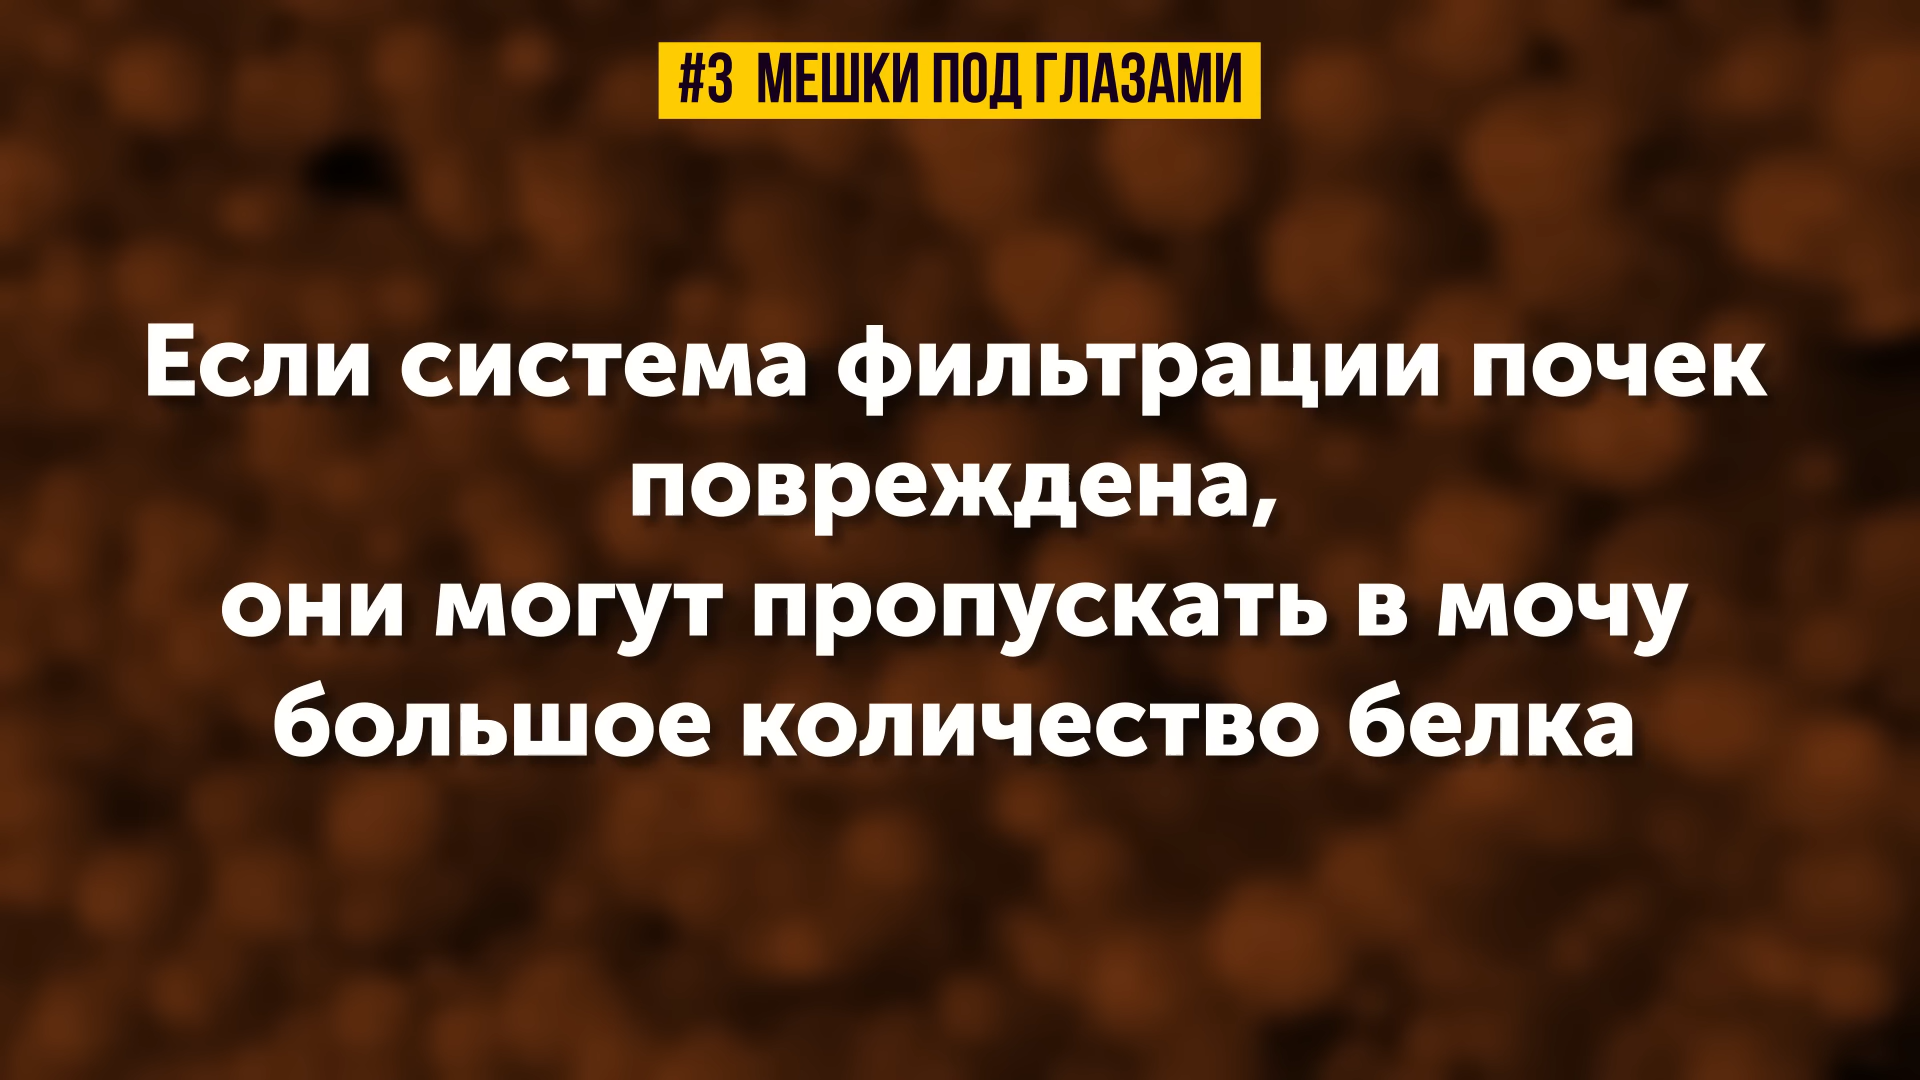 #3 МЕШКИ ПОД ГЛАЗАМИ
Если система фильтрации почек
повреждена,
они могут пропускать в мочу
большое количество белка